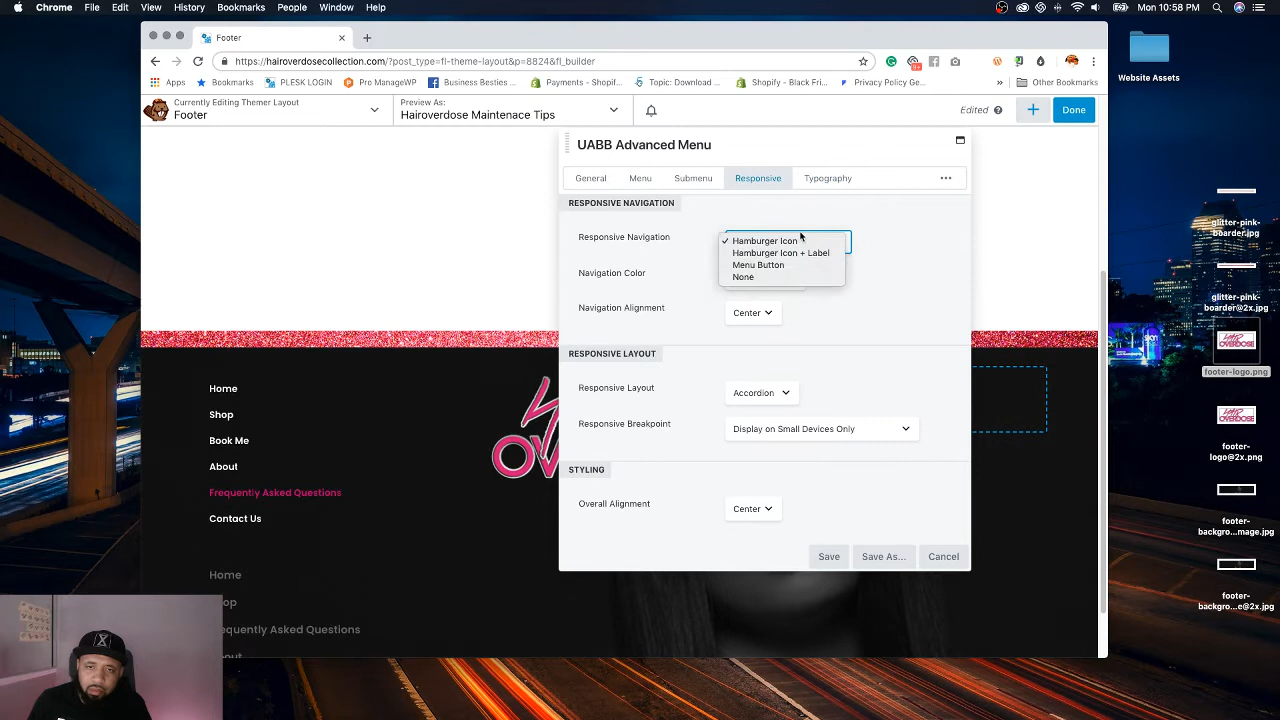 Chrome File Edit View History Bookmarks People Window Help
Mon 10:58 PM
Footer
https://hairoverdosecollection.com/?post_type=fl-theme-layout&p=8824&fl_builder
Apps Bookmarks PLESK LOGIN Pro ManageWP Business Besties ... Payments - Shopify... Topic: Download ... Shopify - Black Fri... Privacy Policy Gen... Other Bookmarks
Website Assets
Currently Editing Themer Layout
Footer
Preview As:
Hairoverdose Maintenace Tips
Edited
Done
UABB Advanced Menu
General Menu Submenu Responsive Typography
RESPONSIVE NAVIGATION
Responsive Navigation
Hamburger Icon
Hamburger Icon + Label
Menu Button
None
Navigation Color
Navigation Alignment Center
RESPONSIVE LAYOUT
Responsive Layout Accordion
Responsive Breakpoint Display on Small Devices Only
STYLING
Overall Alignment Center
Save Save As... Cancel
Home
Shop
Book Me
About
Frequently Asked Questions
Contact Us
Home
hop
equently Asked Questions
glitter-pink-
boarder.jpg
glitter-pink-
boarder@2x.jpg
footer-logo.png
footer-
logo@2x.png
footer-
backgro...mage.jpg
footer-
backgro...e@2x.jpg